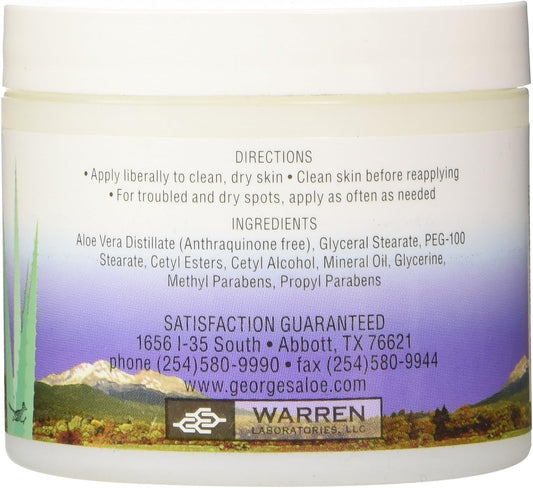 DIRECTIONS
• Apply liberally to clean, dry skin • Clean skin before reapplying
• For troubled and dry spots, apply as often as needed
INGREDIENTS
Aloe Vera Distillate (Anthraquinone free), Glyceral Stearate, PEG-100
Stearate, Cetyl Esters, Cetyl Alcohol, Mineral Oil, Glycerine,
Methyl Parabens, Propyl Parabens
SATISFACTION GUARANTEED
1656 I-35 South • Abbott, TX 76621
phone (254)580-9990 • fax (254)580-9944
www.georgesaloe.com
WARREN
LABORATORIES, LLC